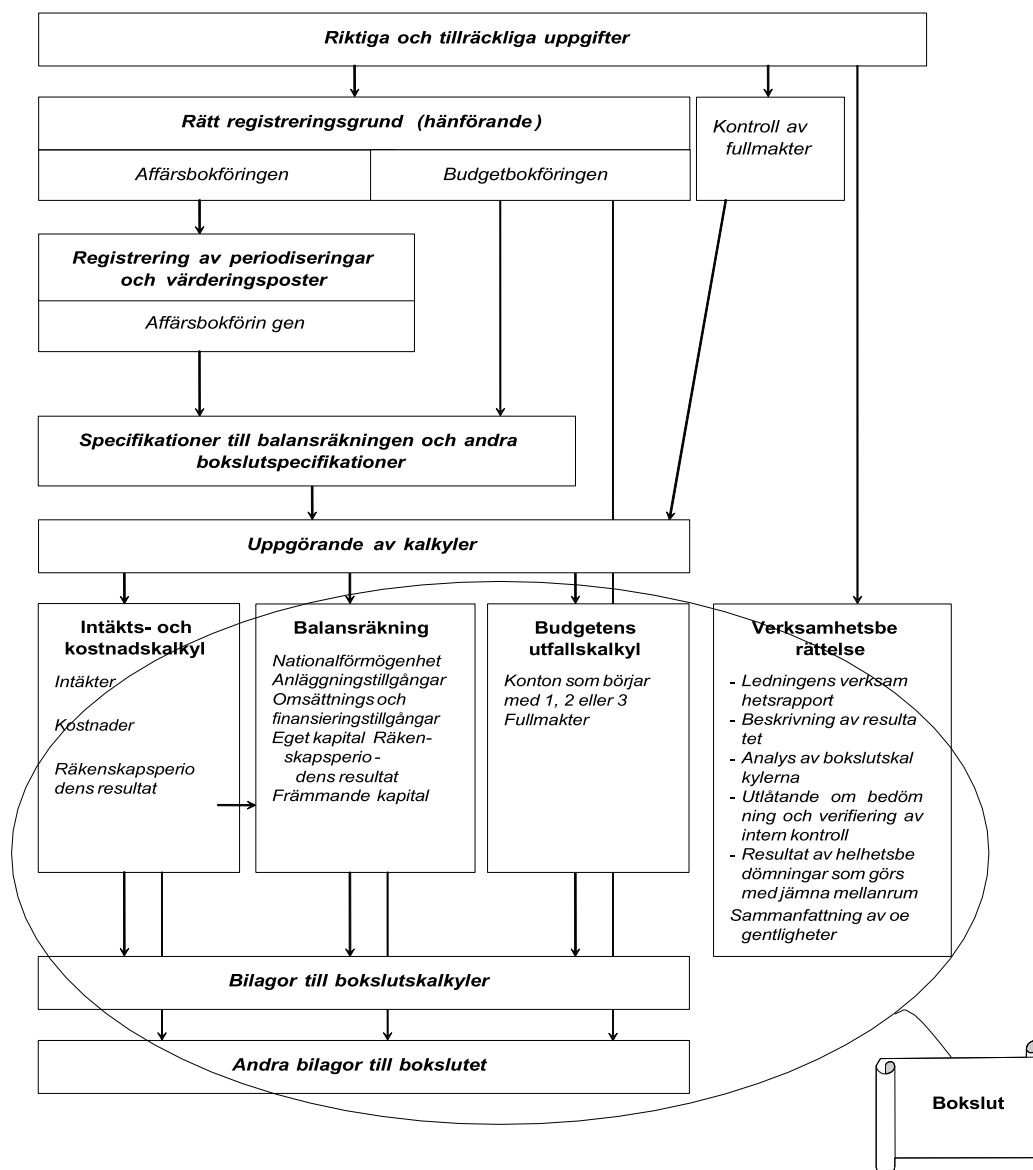 Riktiga och tillräckliga uppgifter
Rätt registreringsgrund (hänförande)
Affärsbokföringen
Budgetbokföringen
Kontroll av
fullmakter
Registrering av periodiseringar
och värderingsposter
Affärsbokförin gen
Specifikationer till balansräkningen och andra
bokslutspecifikationer
Uppgörande av kalkyler
Intäkts- och
kostnadskalkyl
Intäkter
Kostnader
Räkenskapsperio
dens resultat
Balansräkning
Nationalförmögenhet
Anläggningstillgångar
Omsättnings och
finansieringstillgångar
Eget kapital Räken-
skapsperio -
dens resultat
Främmande kapital
Budgetens
utfallskalkyl
Konton som börjar
med 1, 2 eller 3
Fullmakter
Verksamhetsbe
rättelse
- Ledningens verksam
hetsrapport
- Beskrivning av resulta
tet
- Analys av bokslutskal
kylerna
- Utlåtande om bedöm
ning och verifiering av
intern kontroll
- Resultat av helhetsbe
dömningar som görs
med jämna mellanrum
Sammanfattning av oe
gentligheter
Bilagor till bokslutskalkyler
Andra bilagor till bokslutet
Bokslut